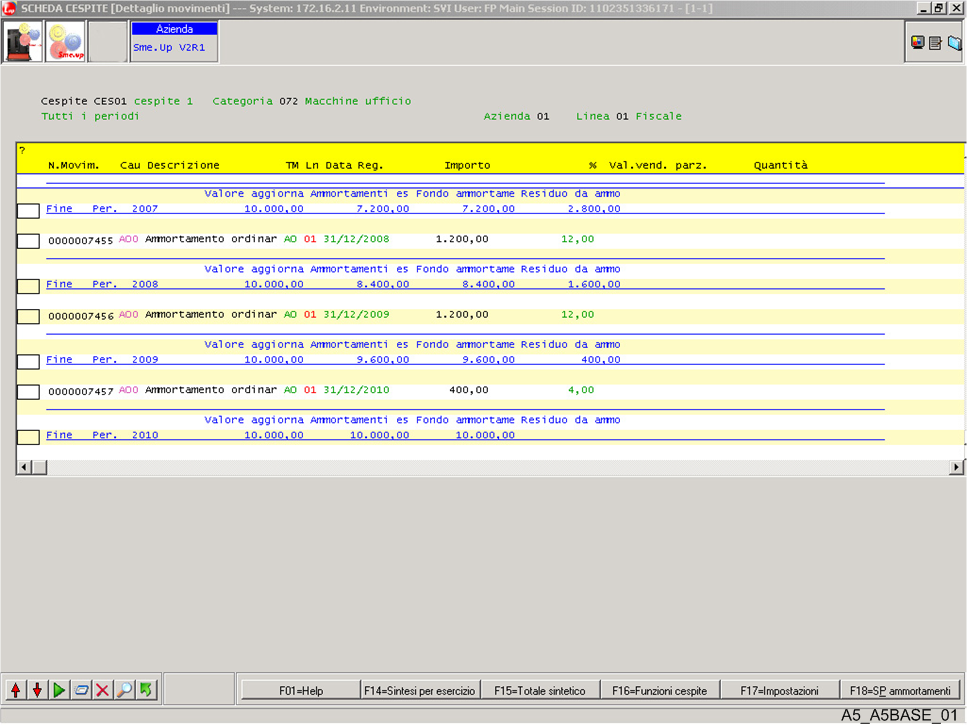 SCHEDA CESPITE [Dettaglio movimenti] --- System: 172.16.2.11 Environment: SVI User: FP Main Session ID: 1102351336171 - [1-1]
Azienda
Sme.Up V2R1
Sme.up
Cespite CES01 cespite 1 Categoria 072 Macchine ufficio
Tutti i periodi Azienda 01 Linea 01 Fiscale
?
N.Movim. Cau Descrizione TM Ln Data Reg. Importo % Val.vend. parz. Quantità
Valore aggiorna Ammortamenti es Fondo ammortame Residuo da ammo
Fine Per. 2007 10.000,00 7.200,00 7.200,00 2.800,00
0000007455 A00 Ammortamento ordinar AO 01 31/12/2008 1.200,00 12,00
Valore aggiorna Ammortamenti es Fondo ammortame Residuo da ammo
Fine Per. 2008 10.000,00 8.400,00 8.400,00 1.600,00
0000007456 A00 Ammortamento ordinar AO 01 31/12/2009 1.200,00 12,00
Valore aggiorna Ammortamenti es Fondo ammortame Residuo da ammo
Fine Per. 2009 10.000,00 9.600,00 9.600,00 400,00
0000007457 A00 Ammortamento ordinar AO 01 31/12/2010 400,00 4,00
Valore aggiorna Ammortamenti es Fondo ammortame Residuo da ammo
Fine Per. 2010 10.000,00 10.000,00 10.000,00
F01=Help F14=Sintesi per esercizio F15=Totale sintetico F16=Funzioni cespite F17=Impostazioni F18=SP ammortamenti
A5_A5BASE_01